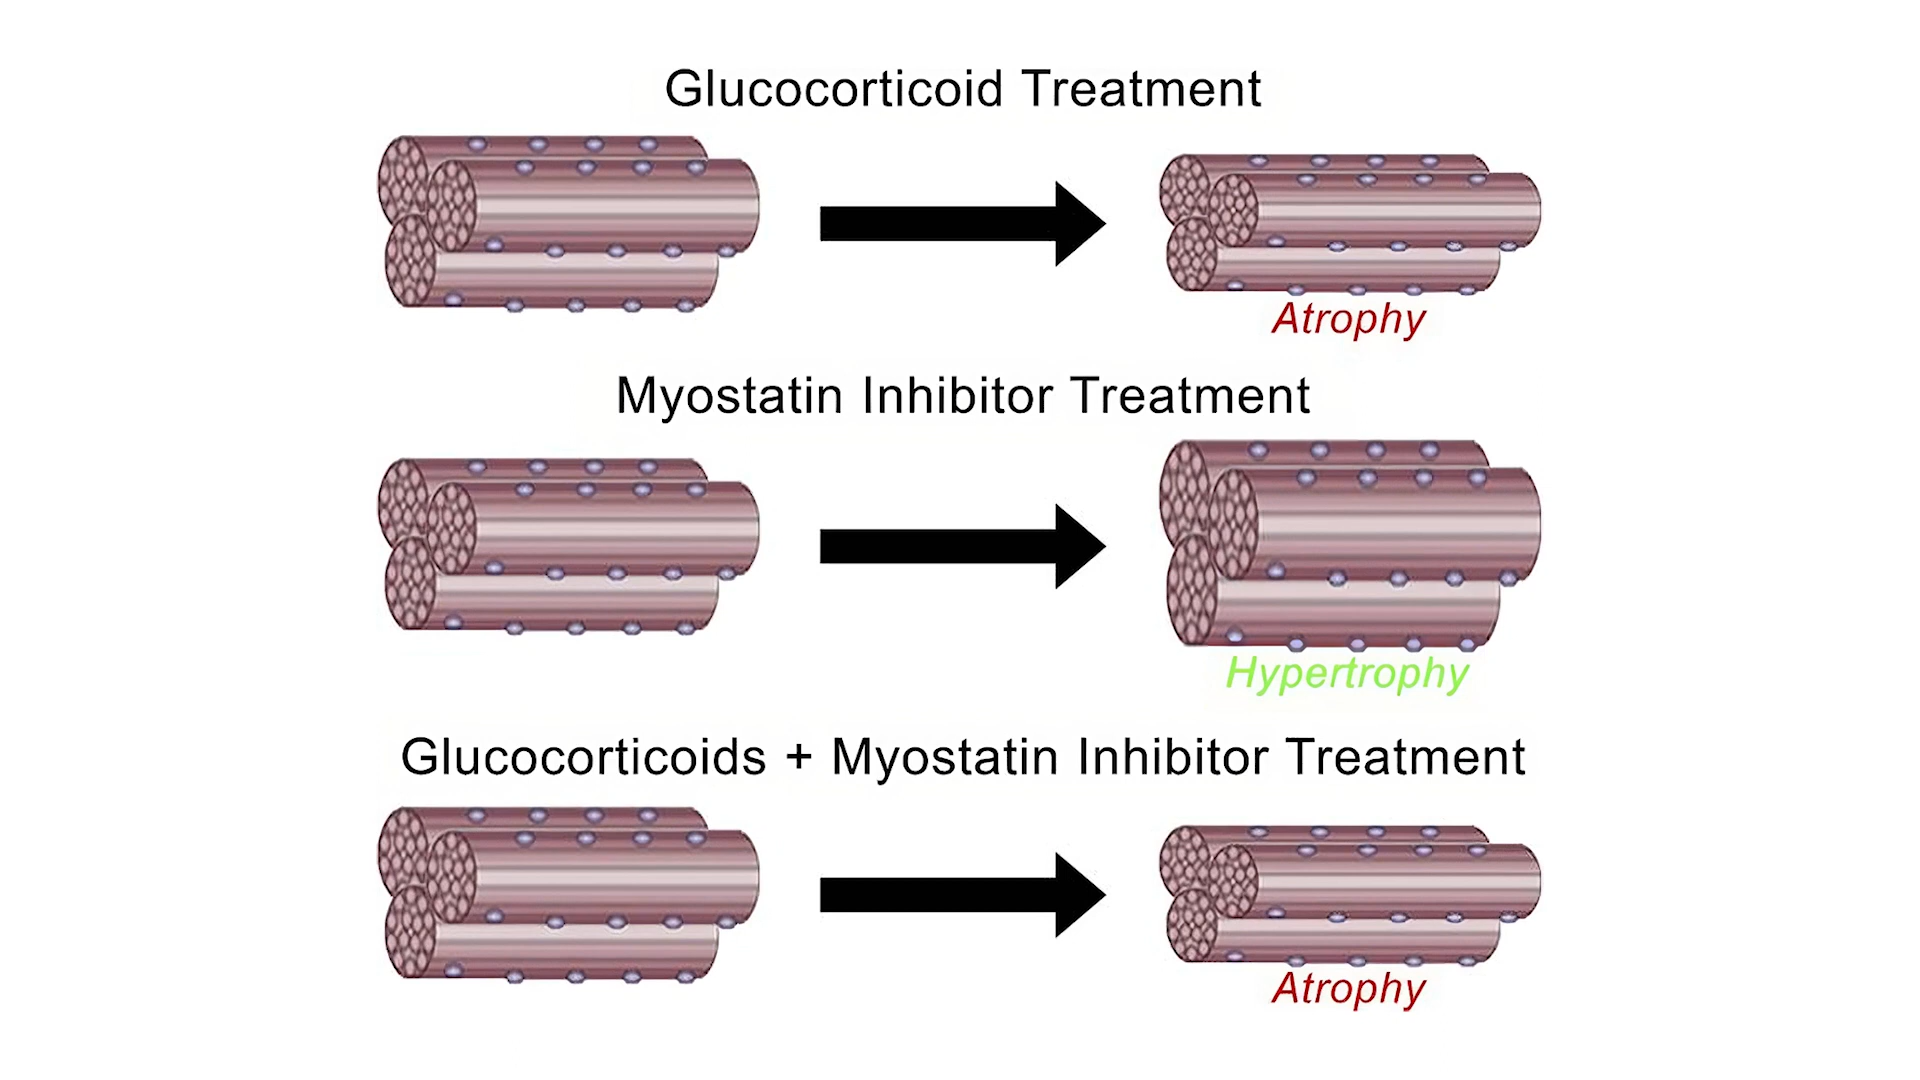 Glucocorticoid Treatment
Atrophy
Myostatin Inhibitor Treatment
Hypertrophy
Glucocorticoids + Myostatin Inhibitor Treatment
Atrophy